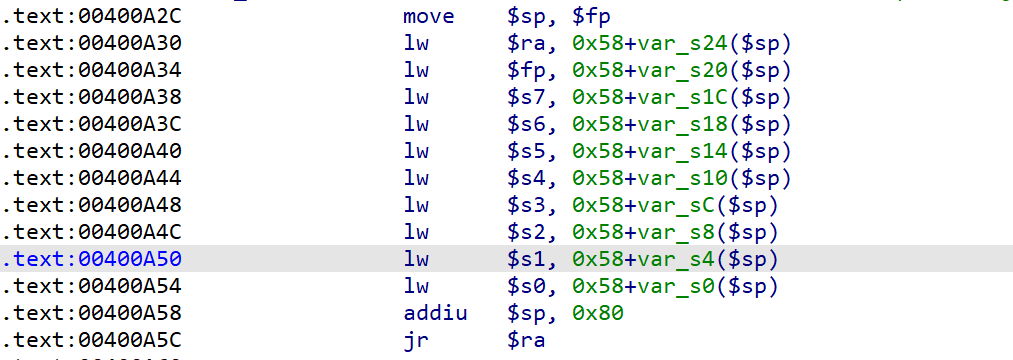 .text:00400A2C move $sp, $fp
.text:00400A30 lw $ra, 0x58+var_s24($sp)
.text:00400A34 lw $fp, 0x58+var_s20($sp)
.text:00400A38 lw $s7, 0x58+var_s1C($sp)
.text:00400A3C lw $s6, 0x58+var_s18($sp)
.text:00400A40 lw $s5, 0x58+var_s14($sp)
.text:00400A44 lw $s4, 0x58+var_s10($sp)
.text:00400A48 lw $s3, 0x58+var_sC($sp)
.text:00400A4C lw $s2, 0x58+var_s8($sp)
.text:00400A50 lw $s1, 0x58+var_s4($sp)
.text:00400A54 lw $s0, 0x58+var_s0($sp)
.text:00400A58 addiu $sp, 0x80
.text:00400A5C jr $ra